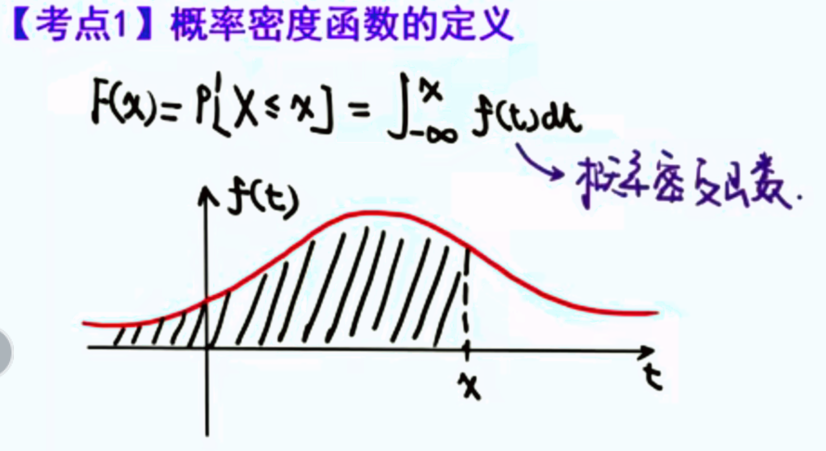 【考点1】概率密度函数的定义
F(x)=P{X≤x}=∫_{-∞}^{x} f(t)dt
概率密度函数.
f(t)
x
t